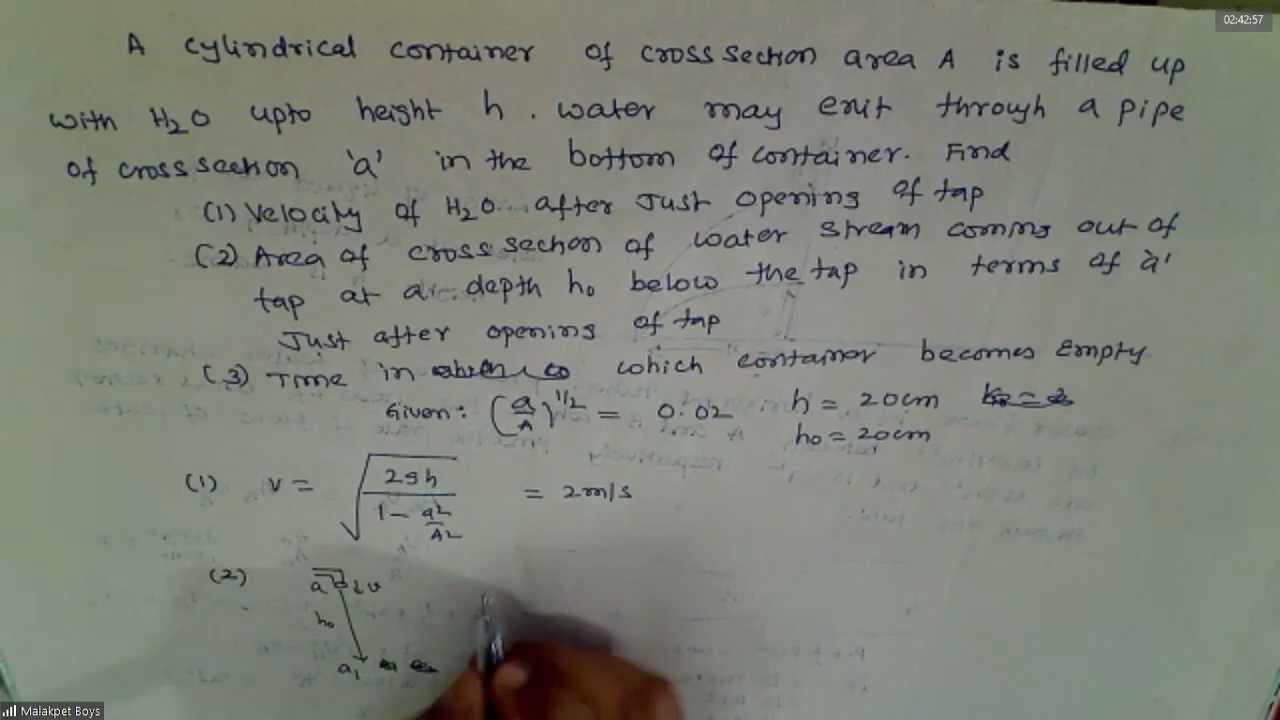 02:42:57
A cylindrical container of cross section area A is filled up
with H2O upto height h. water may exit through a pipe
of cross section 'a' in the bottom of container. Find
(1) Velocity of H2O after Just opening of tap
(2) Area of cross section of water stream coming out of
tap at a depth h0 below the tap in terms of 'a'
Just after opening of tap
(3) Time in which container becomes Empty
Given: (a/A)^1/2 = 0.02 h = 20cm
h0 = 20cm
(1) v = √(2gh / (1 - a²/A²)) = 2m/s
(2) a v
h0
a1
Malakpet Boys